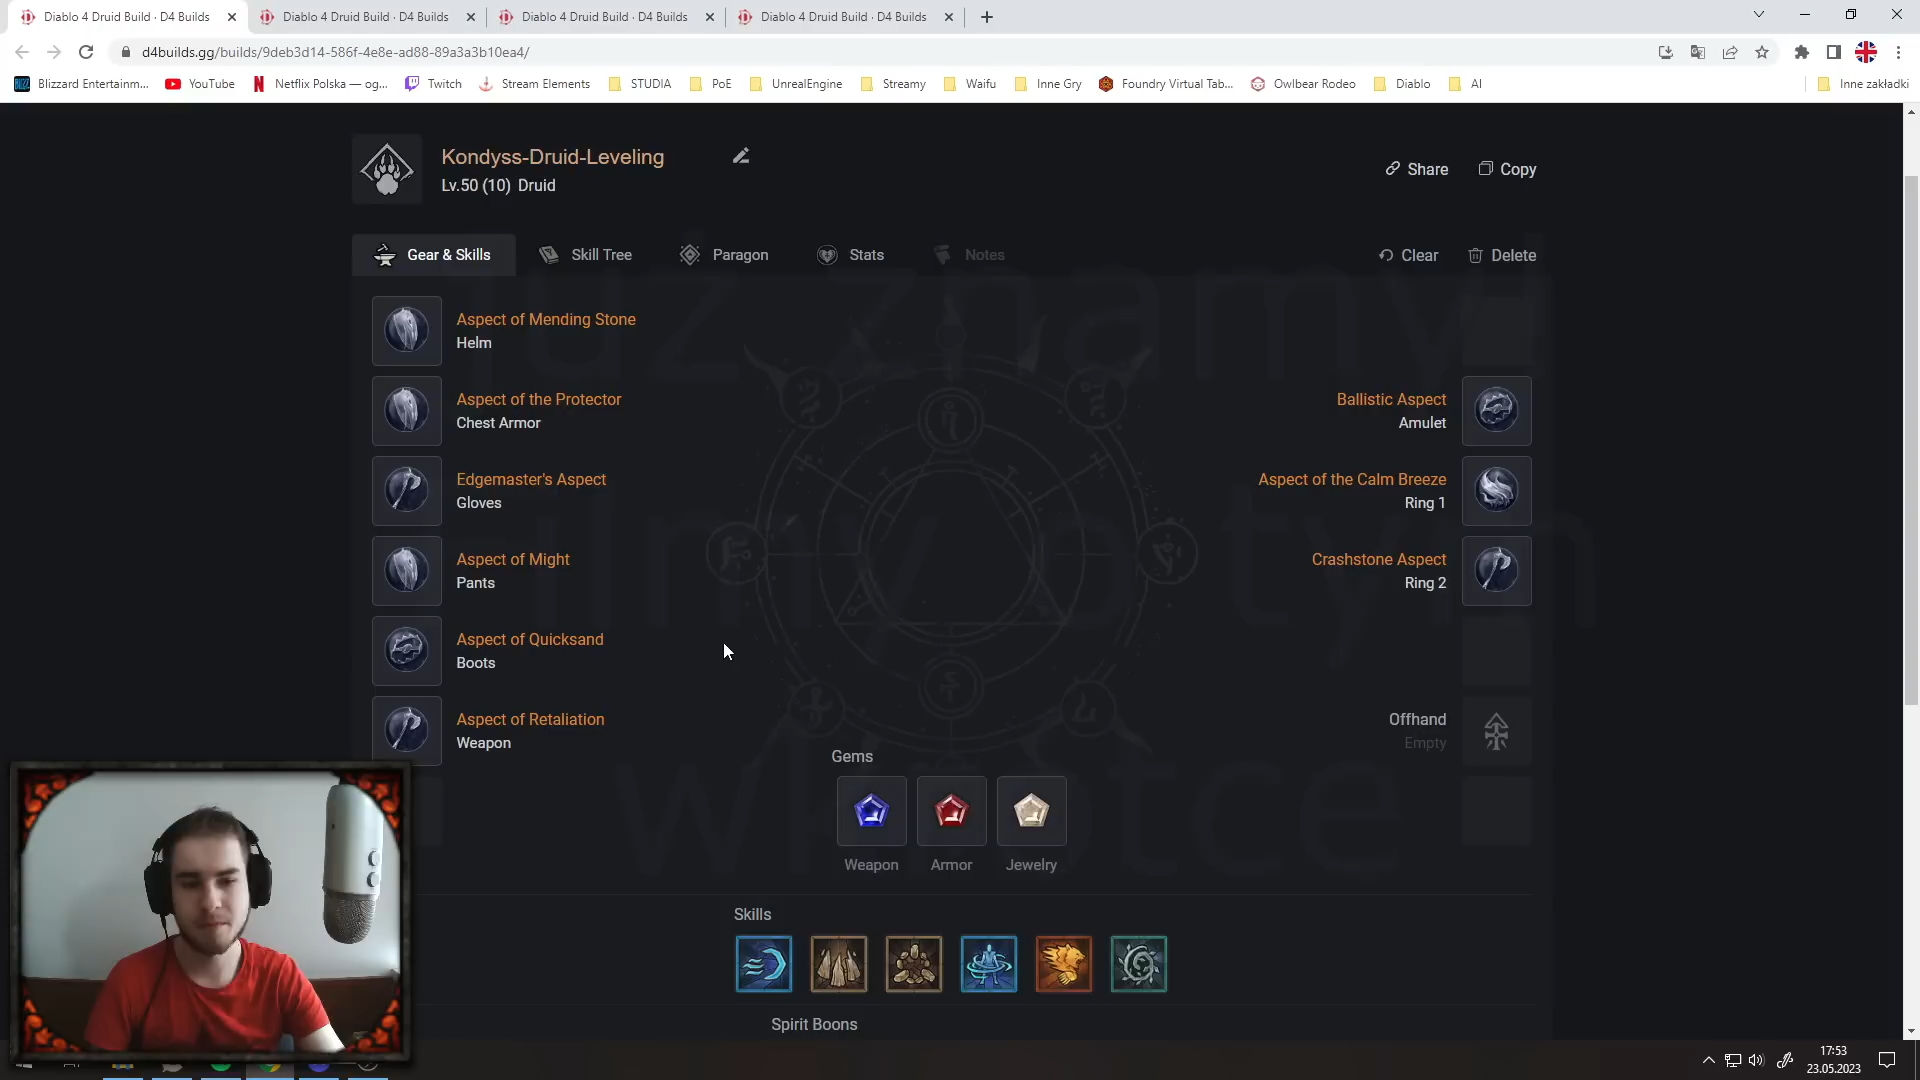 Diablo 4 Druid Build · D4 Builds
Diablo 4 Druid Build · D4 Builds
Diablo 4 Druid Build · D4 Builds
Diablo 4 Druid Build · D4 Builds
d4builds.gg/builds/9deb3d14-586f-4e8e-ad88-89a3a3b10ea4/
Blizzard Entertainm...
YouTube
Netflix Polska — og...
Twitch
Stream Elements
STUDIA
PoE
UnrealEngine
Streamy
Waifu
Inne Gry
Foundry Virtual Tab...
Owlbear Rodeo
Diablo
AI
Inne zakładki
Kondyss-Druid-Leveling
Lv.50 (10) Druid
Share
Copy
Gear & Skills
Skill Tree
Paragon
Stats
Notes
Clear
Delete
Aspect of Mending Stone
Helm
Aspect of the Protector
Chest Armor
Edgemaster's Aspect
Gloves
Aspect of Might
Pants
Aspect of Quicksand
Boots
Aspect of Retaliation
Weapon
Ballistic Aspect
Amulet
Aspect of the Calm Breeze
Ring 1
Crashstone Aspect
Ring 2
Offhand
Empty
Gems
Weapon
Armor
Jewelry
Skills
Spirit Boons
17:53
23.05.2023